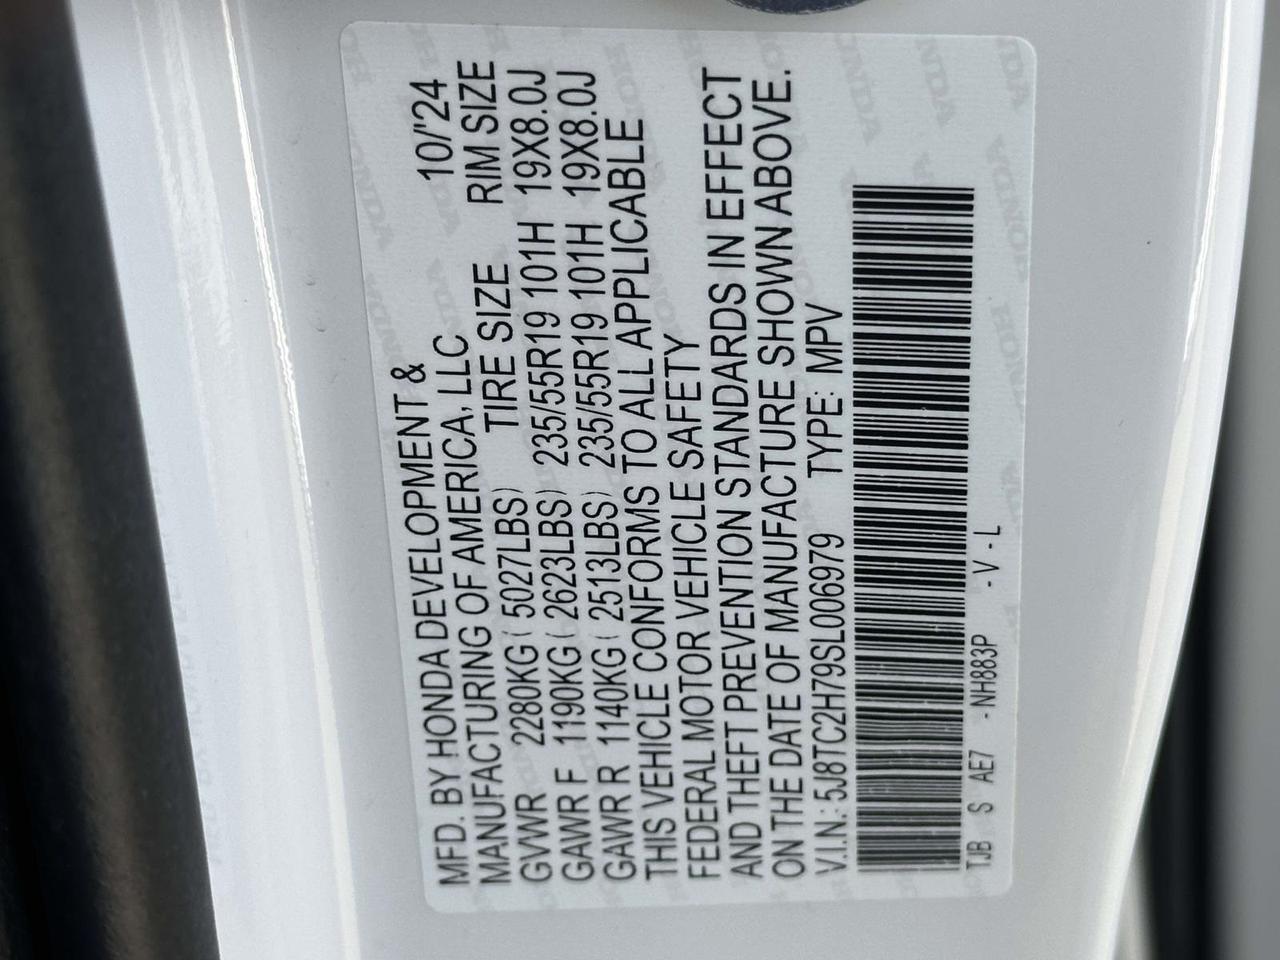 MFD. BY HONDA DEVELOPMENT &
MANUFACTURING OF AMERICA, LLC 10/'24
GVWR 2280KG ( 5027LBS) TIRE SIZE RIM SIZE
GAWR F 1190KG ( 2623LBS) 235/55R19 101H 19X8.0J
GAWR R 1140KG ( 2513LBS) 235/55R19 101H 19X8.0J
THIS VEHICLE CONFORMS TO ALL APPLICABLE
FEDERAL MOTOR VEHICLE SAFETY
AND THEFT PREVENTION STANDARDS IN EFFECT
ON THE DATE OF MANUFACTURE SHOWN ABOVE.
V.I.N.: 5J8TC2H79SL006979 TYPE: MPV
TJB S AE7 - NH883P - V - L